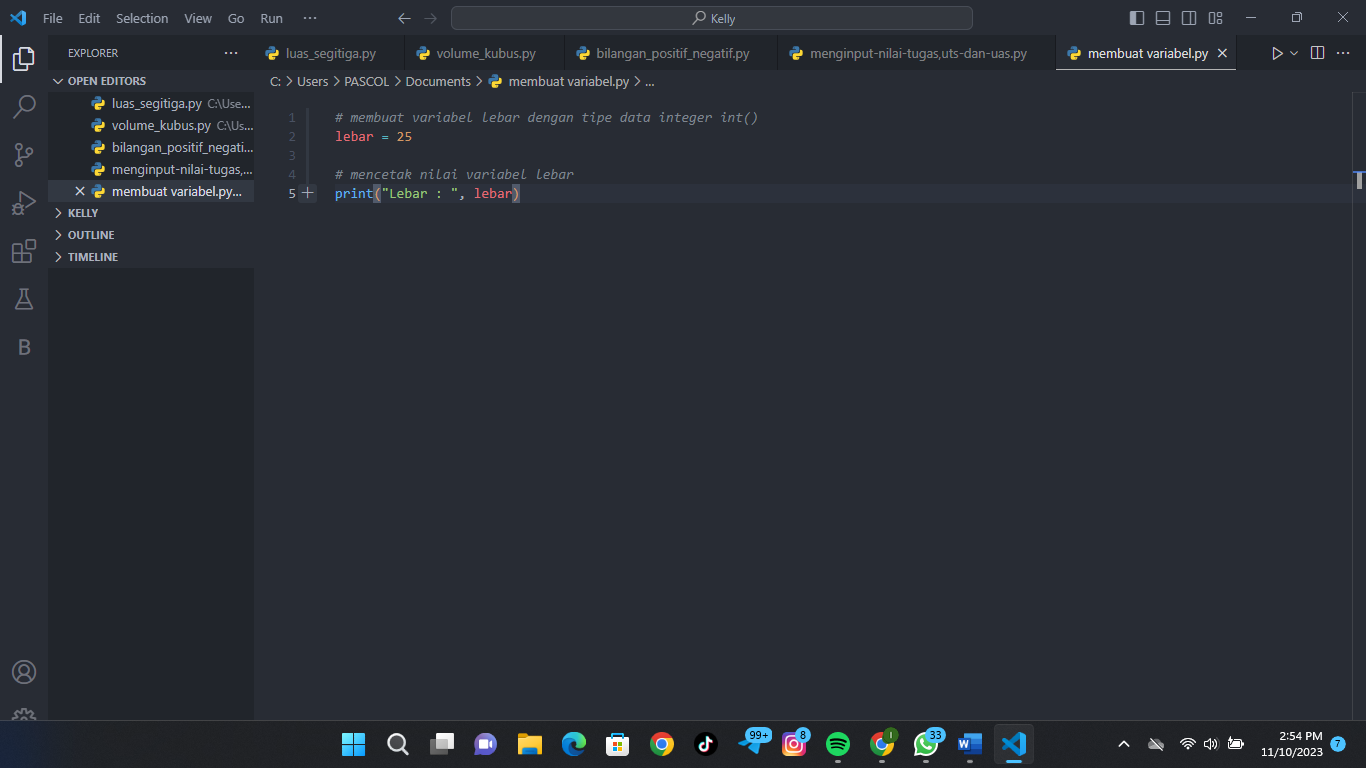 File Edit Selection View Go Run ···
Kelly
EXPLORER ···
luas_segitiga.py
volume_kubus.py
bilangan_positif_negatif.py
menginput-nilai-tugas,uts-dan-uas.py
membuat variabel.py
···
OPEN EDITORS
luas_segitiga.py C:\Use...
volume_kubus.py C:\Us...
bilangan_positif_negati...
menginput-nilai-tugas,...
membuat variabel.py...
KELLY
OUTLINE
TIMELINE
B
C: > Users > PASCOL > Documents > membuat variabel.py > ...
1 # membuat variabel lebar dengan tipe data integer int()
2 lebar = 25
3
4 # mencetak nilai variabel lebar
5 print("Lebar : ", lebar)
99+
8
I
33
2:54 PM
11/10/2023
7